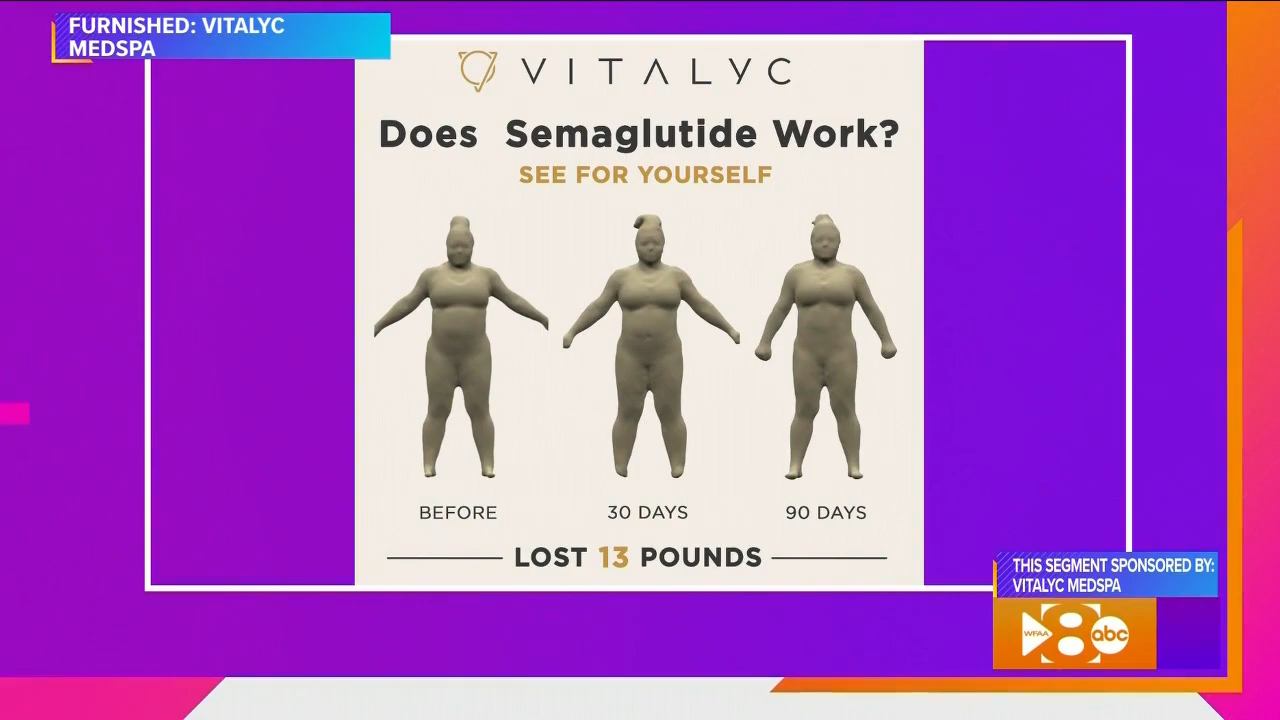 FURNISHED: VITALYC
MEDSPA
VITALYC
Does Semaglutide Work?
SEE FOR YOURSELF
BEFORE
30 DAYS
90 DAYS
LOST 13 POUNDS
THIS SEGMENT SPONSORED BY:
VITALYC MEDSPA
WFAA
8
abc